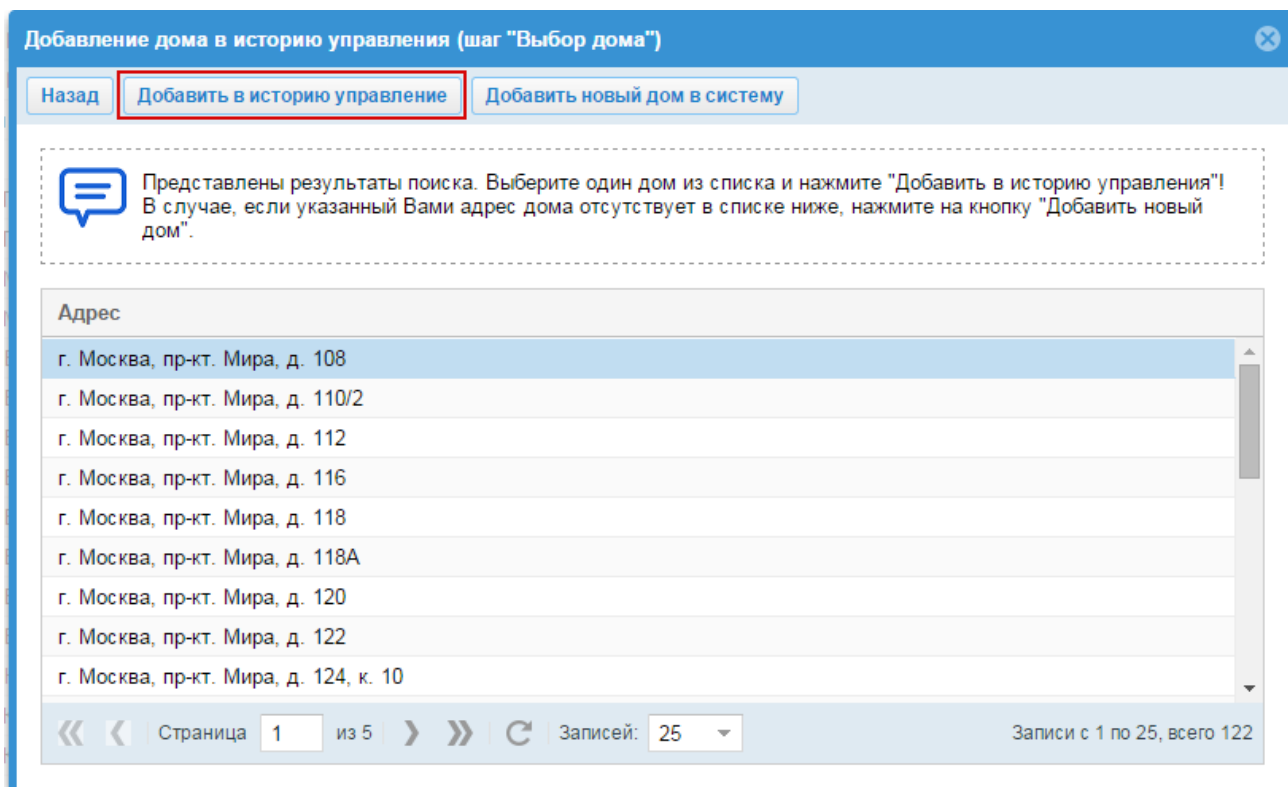 Добавление дома в историю управления (шаг "Выбор дома")
Назад Добавить в историю управление Добавить новый дом в систему
Представлены результаты поиска. Выберите один дом из списка и нажмите "Добавить в историю управления"!
В случае, если указанный Вами адрес дома отсутствует в списке ниже, нажмите на кнопку "Добавить новый
дом".
Адрес
г. Москва, пр-кт. Мира, д. 108
г. Москва, пр-кт. Мира, д. 110/2
г. Москва, пр-кт. Мира, д. 112
г. Москва, пр-кт. Мира, д. 116
г. Москва, пр-кт. Мира, д. 118
г. Москва, пр-кт. Мира, д. 118А
г. Москва, пр-кт. Мира, д. 120
г. Москва, пр-кт. Мира, д. 122
г. Москва, пр-кт. Мира, д. 124, к. 10
Страница 1 из 5 Записей: 25 Записи с 1 по 25, всего 122